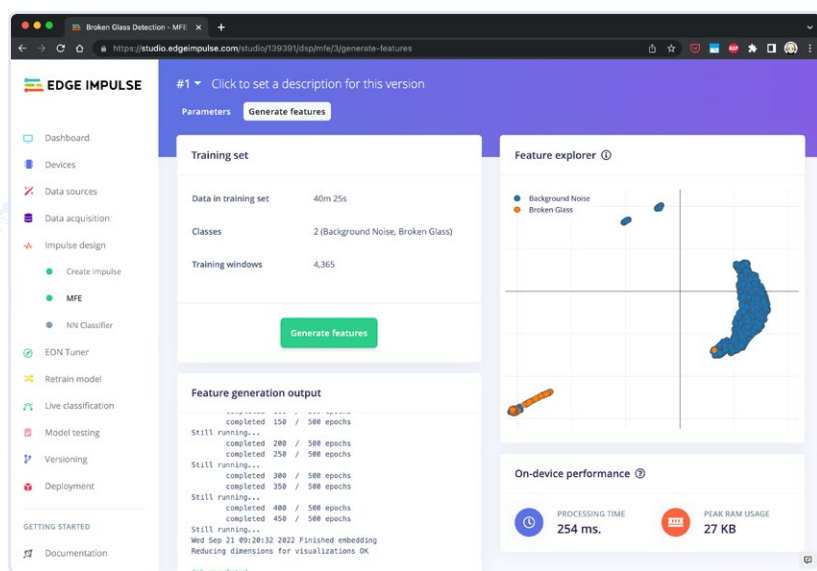 Broken Glass Detection - MFE
https://studio.edgeimpulse.com/studio/139391/dsp/mfe/3/generate-features
EDGE IMPULSE
Dashboard
Devices
Data sources
Data acquisition
Impulse design
Create impulse
MFE
NN Classifier
EON Tuner
Retrain model
Live classification
Model testing
Versioning
Deployment
GETTING STARTED
Documentation
#1 Click to set a description for this version
Parameters Generate features
Training set
Data in training set 40m 25s
Classes 2 (Background Noise, Broken Glass)
Training windows 4,365
Generate features
Feature generation output
completed 150 / 500 epochs
Still running...
completed 200 / 500 epochs
completed 250 / 500 epochs
Still running...
completed 300 / 500 epochs
completed 350 / 500 epochs
Still running...
completed 400 / 500 epochs
completed 450 / 500 epochs
Still running...
Wed Sep 21 09:20:32 2022 Finished embedding
Reducing dimensions for visualizations OK
Feature explorer
Background Noise
Broken Glass
On-device performance
PROCESSING TIME
254 ms.
PEAK RAM USAGE
27 KB